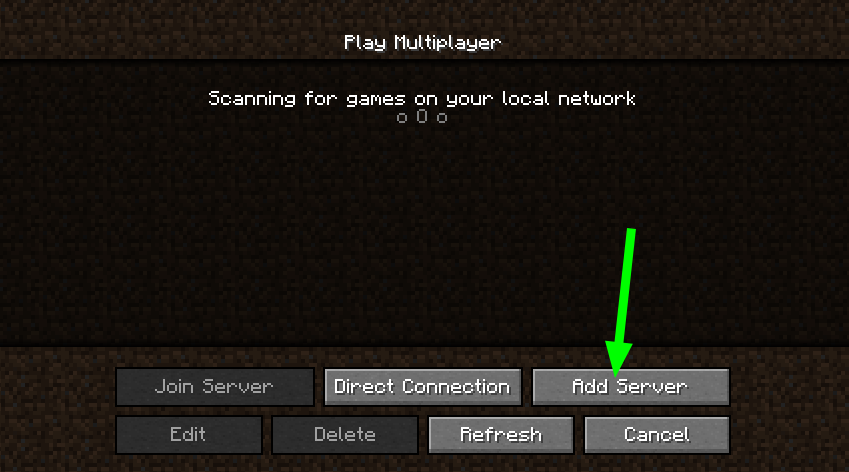 Play Multiplayer
Scanning for games on your local network
o O o
Join Server
Direct Connection
Add Server
Edit
Delete
Refresh
Cancel